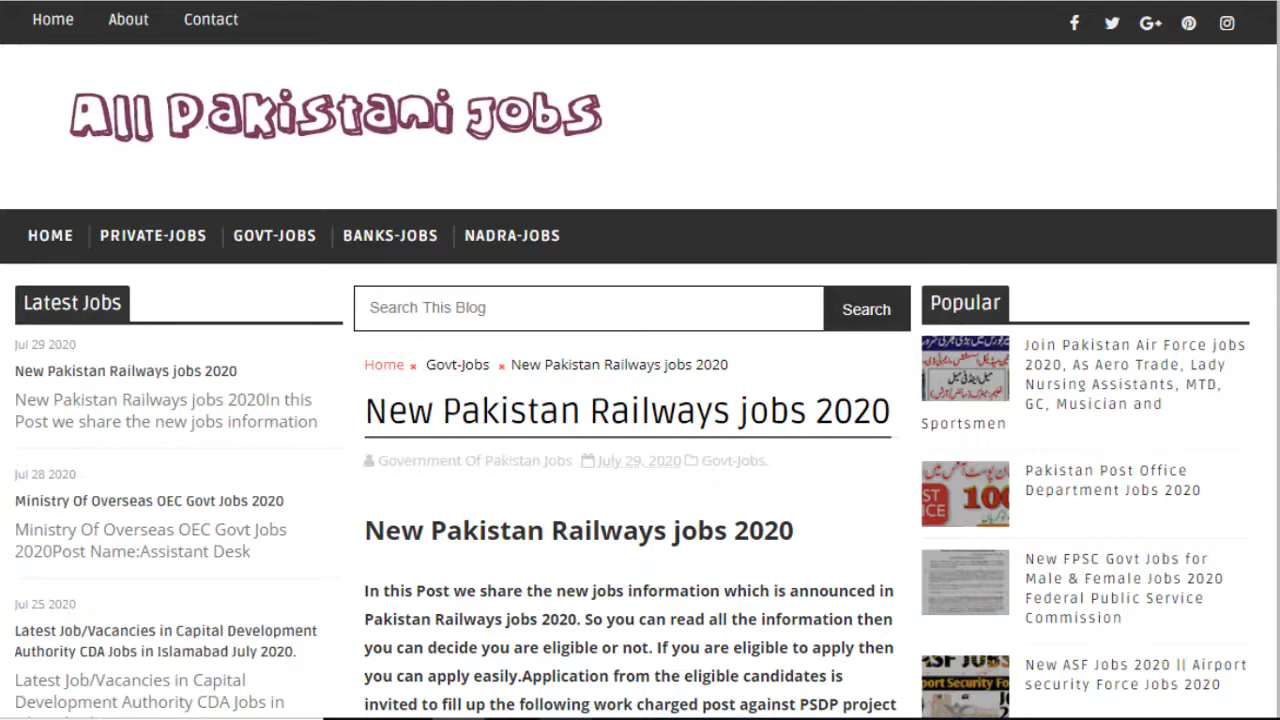 Home About Contact
All Pakistani Jobs
HOME PRIVATE-JOBS GOVT-JOBS BANKS-JOBS NADRA-JOBS
Latest Jobs
Jul 29 2020
New Pakistan Railways jobs 2020
New Pakistan Railways jobs 2020In this
Post we share the new jobs information
Jul 28 2020
Ministry Of Overseas OEC Govt Jobs 2020
Ministry Of Overseas OEC Govt Jobs
2020Post Name:Assistant Desk
Jul 25 2020
Latest Job/Vacancies in Capital Development
Authority CDA Jobs in Islamabad July 2020.
Latest Job/Vacancies in Capital
Development Authority CDA Jobs in
Search This Blog Search
Home × Govt-Jobs × New Pakistan Railways jobs 2020
New Pakistan Railways jobs 2020
Government Of Pakistan Jobs July 29, 2020 Govt-Jobs.
New Pakistan Railways jobs 2020
In this Post we share the new jobs information which is announced in
Pakistan Railways jobs 2020. So you can read all the information then
you can decide you are eligible or not. If you are eligible to apply then
you can apply easily.Application from the eligible candidates is
invited to fill up the following work charged post against PSDP project
Popular
Join Pakistan Air Force jobs
2020, As Aero Trade, Lady
Nursing Assistants, MTD,
GC, Musician and
Sportsmen
Pakistan Post Office
Department Jobs 2020
New FPSC Govt Jobs for
Male & Female Jobs 2020
Federal Public Service
Commission
New ASF Jobs 2020 || Airport
security Force Jobs 2020